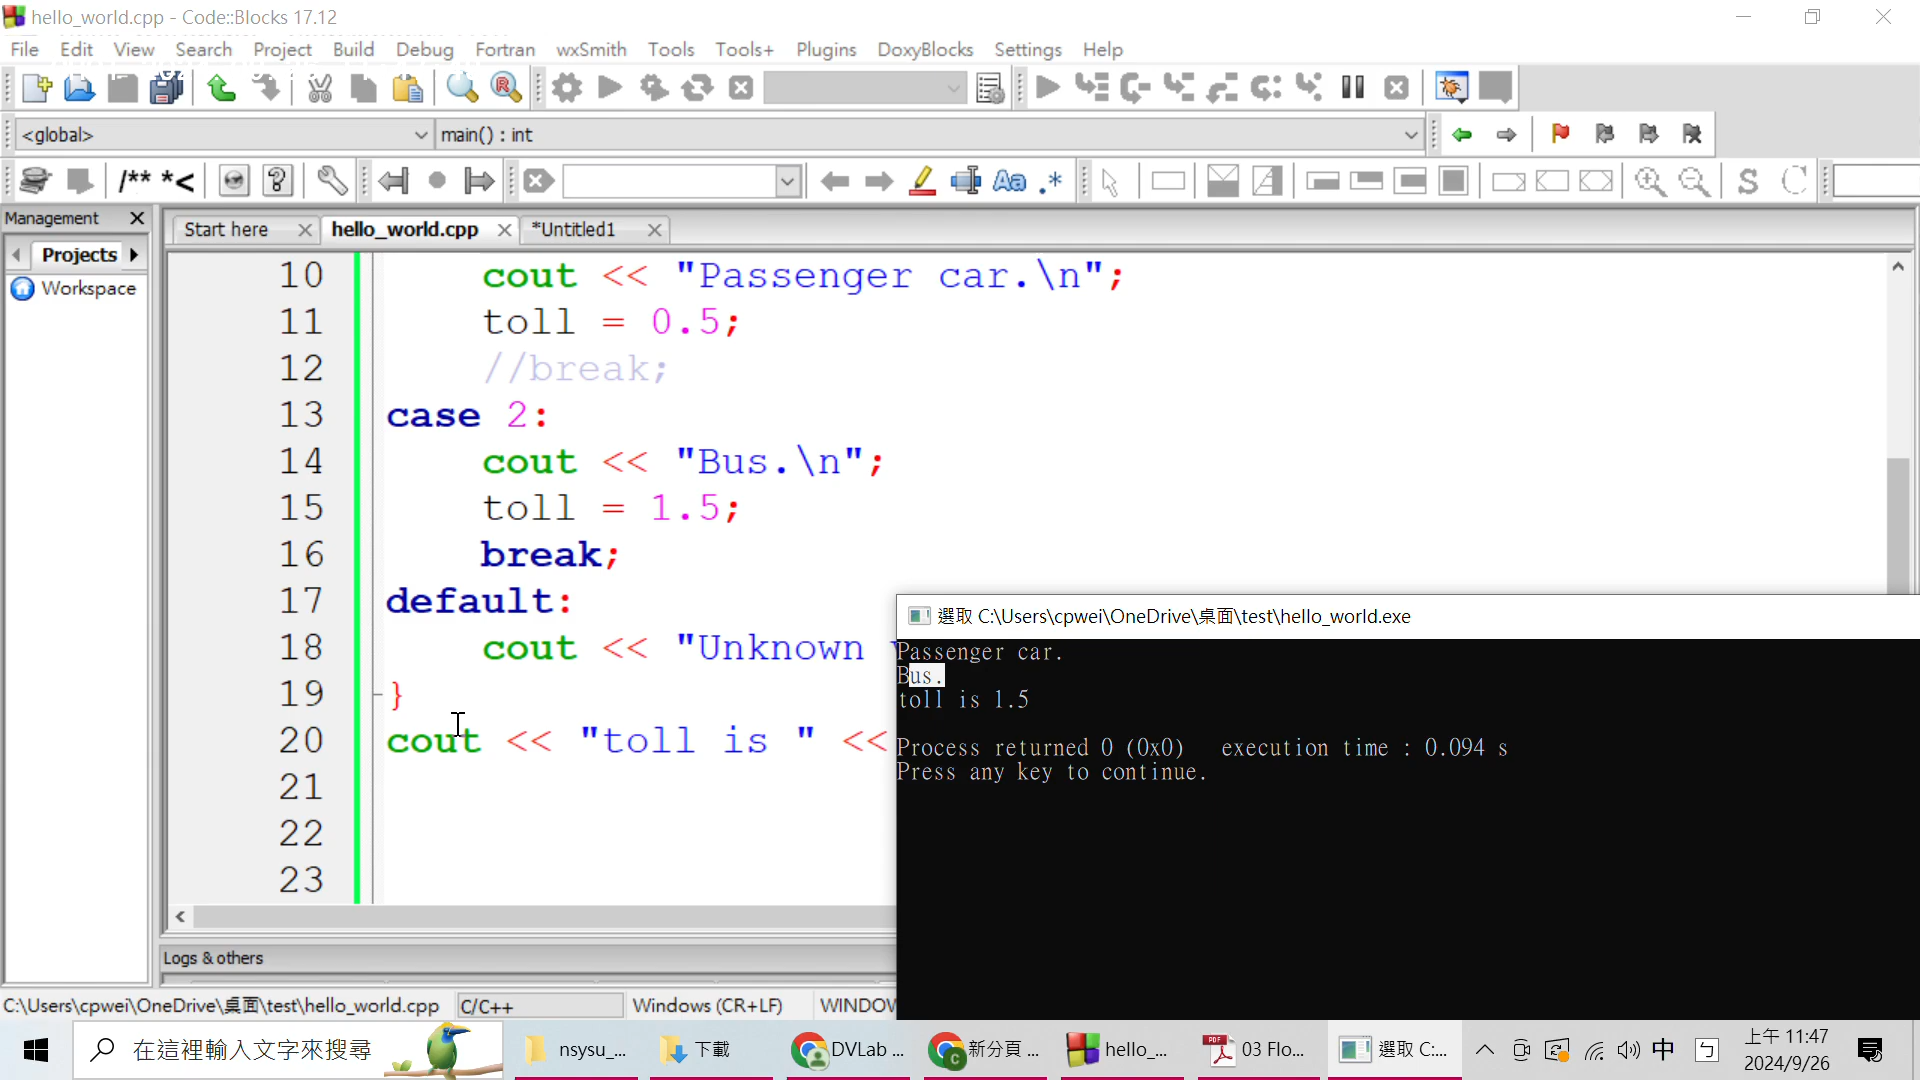 hello_world.cpp - Code::Blocks 17.12
File Edit View Search Project Build Debug Fortran wxSmith Tools Tools+ Plugins DoxyBlocks Settings Help
<global> main() : int
/** *<
Aa .* S
Management
Start here hello_world.cpp *Untitled1
Projects
Workspace
10 cout << "Passenger car.\n";
11 toll = 0.5;
12 //break;
13 case 2:
14 cout << "Bus.\n";
15 toll = 1.5;
16 break;
17 default:
18 cout << "Unknown
19 }
20 cout << "toll is " <<
21
22
23
選取 C:\Users\cpwei\OneDrive\桌面\test\hello_world.exe
Passenger car.
Bus.
toll is 1.5
Process returned 0 (0x0) execution time : 0.094 s
Press any key to continue.
Logs & others
C:\Users\cpwei\OneDrive\桌面\test\hello_world.cpp C/C++ Windows (CR+LF) WINDOW
在這裡輸入文字來搜尋 nsysu_... 下載 DVLab ... 新分頁 ... hello_... 03 Flo... 選取 C:... 中 ㄅ
上午 11:47
2024/9/26